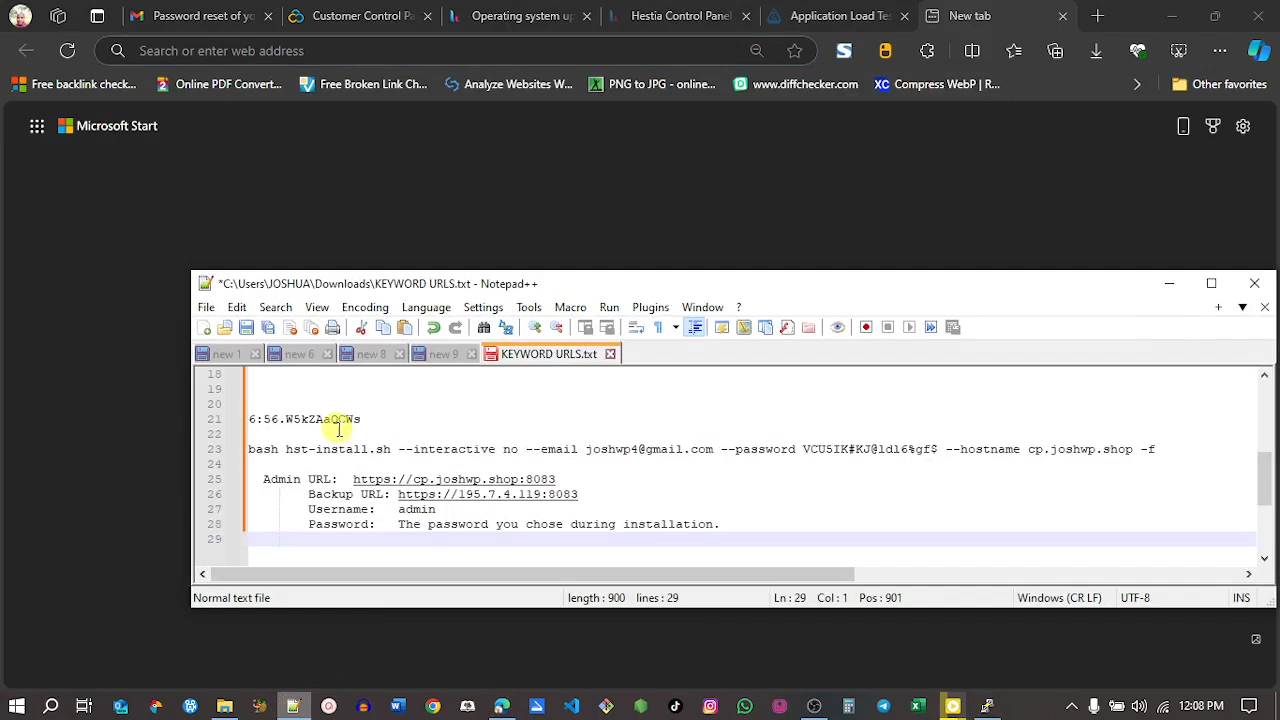 Password reset of yo
Customer Control Pa
Operating system up
Hestia Control Panel
Application Load T
New tab
Search or enter web address
Free backlink check...
Online PDF Convert...
Free Broken Link Ch...
Analyze Websites W...
PNG to JPG - online...
www.diffchecker.com
Compress WebP | R...
Other favorites
Microsoft Start
*C:\Users\JOSHUA\Downloads\KEYWORD URLS.txt - Notepad++
File Edit Search View Encoding Language Settings Tools Macro Run Plugins Window ?
new 1 new 6 new 8 new 9 KEYWORD URLS.txt
18
19
20
21 6:56.W5kZAaQCWs
22
23 bash hst-install.sh --interactive no --email joshwp4@gmail.com --password VCU5IK#KJ@1dl6%gf$ --hostname cp.joshwp.shop -f
24
25 Admin URL: https://cp.joshwp.shop:8083
26 Backup URL: https://195.7.4.119:8083
27 Username: admin
28 Password: The password you chose during installation.
29
Normal text file length : 900 lines : 29 Ln : 29 Col : 1 Pos : 901 Windows (CR LF) UTF-8 INS
12:08 PM